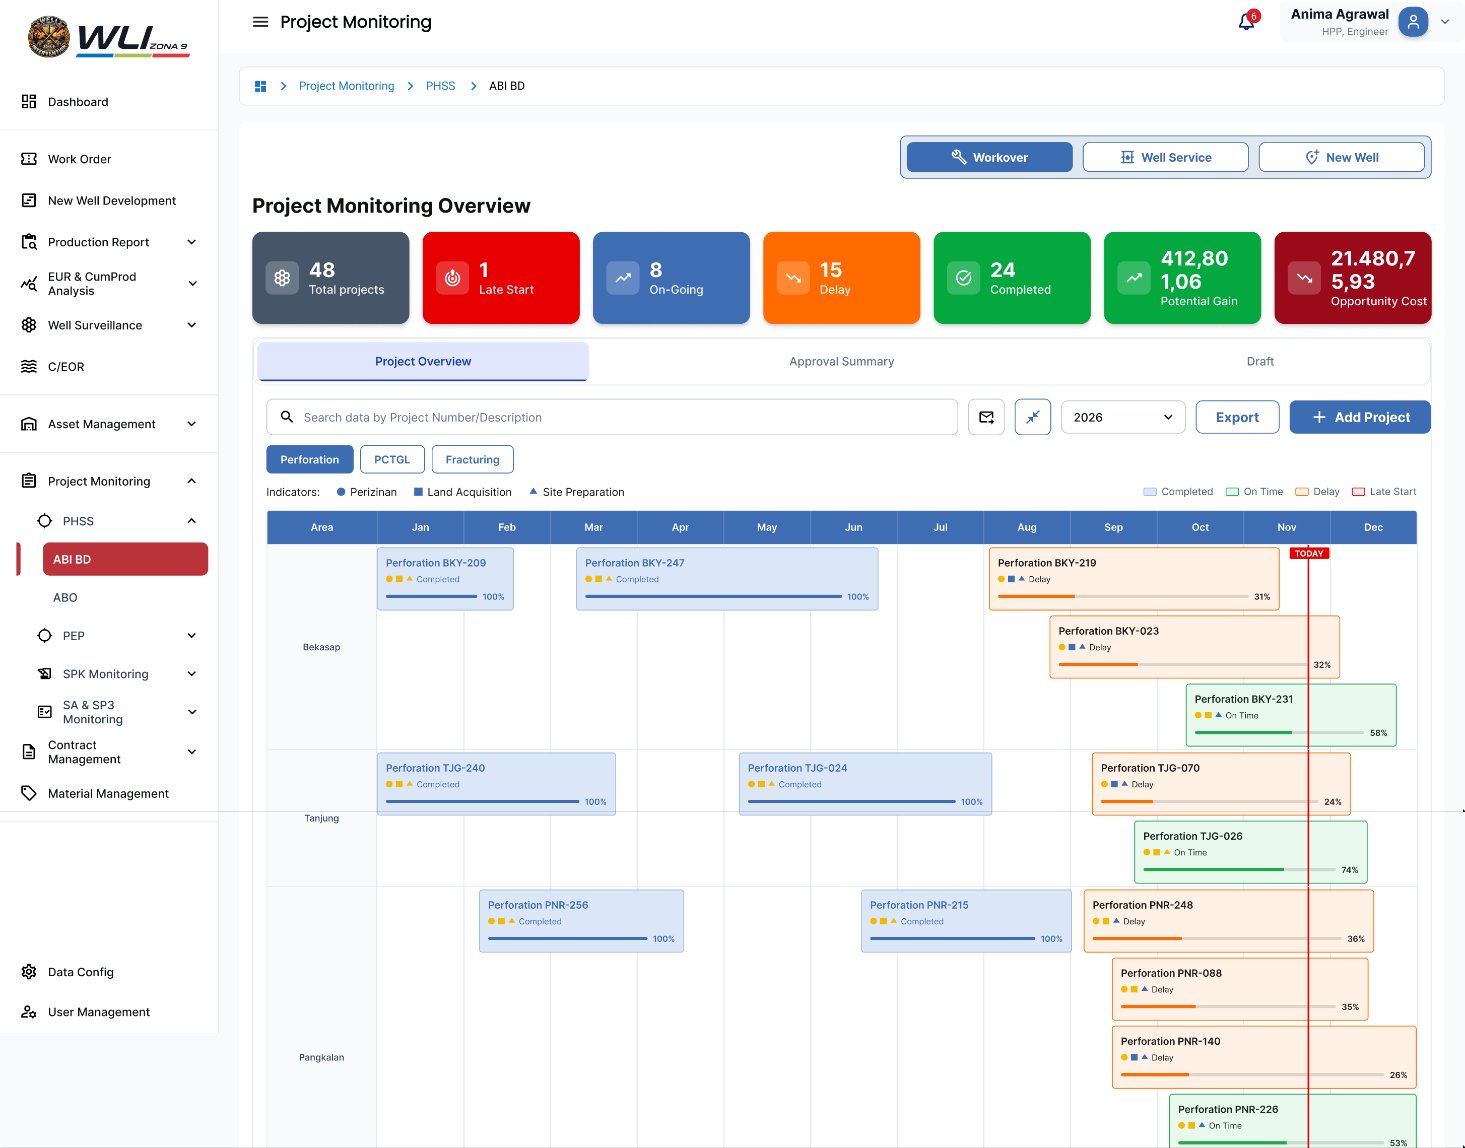 WLI ZONA 9
Project Monitoring
6
Anima Agrawal
HPP, Engineer
Dashboard
Work Order
New Well Development
Production Report
EUR & CumProd
Analysis
Well Surveillance
C/EOR
Asset Management
Project Monitoring
PHSS
ABI BD
ABO
PEP
SPK Monitoring
SA & SP3
Monitoring
Contract
Management
Material Management
Data Config
User Management
Project Monitoring
PHSS
ABI BD
Workover
Well Service
New Well
Project Monitoring Overview
48
Total projects
1
Late Start
8
On-Going
15
Delay
24
Completed
412,80
1,06
Potential Gain
21.480,7
5,93
Opportunity Cost
Project Overview
Approval Summary
Draft
Search data by Project Number/Description
2026
Export
Add Project
Perforation
PCTGL
Fracturing
Indicators:
Perizinan
Land Acquisition
Site Preparation
Completed
On Time
Delay
Late Start
Area
Jan
Feb
Mar
Apr
May
Jun
Jul
Aug
Sep
Oct
Nov
Dec
TODAY
Bekasap
Perforation BKY-209
Completed
100%
Perforation BKY-247
Completed
100%
Perforation BKY-219
Delay
31%
Perforation BKY-023
Delay
32%
Perforation BKY-231
On Time
58%
Tanjung
Perforation TJG-240
Completed
100%
Perforation TJG-024
Completed
100%
Perforation TJG-070
Delay
24%
Perforation TJG-026
On Time
74%
Pangkalan
Perforation PNR-256
Completed
100%
Perforation PNR-215
Completed
100%
Perforation PNR-248
Delay
36%
Perforation PNR-088
Delay
35%
Perforation PNR-140
Delay
26%
Perforation PNR-226
On Time
53%